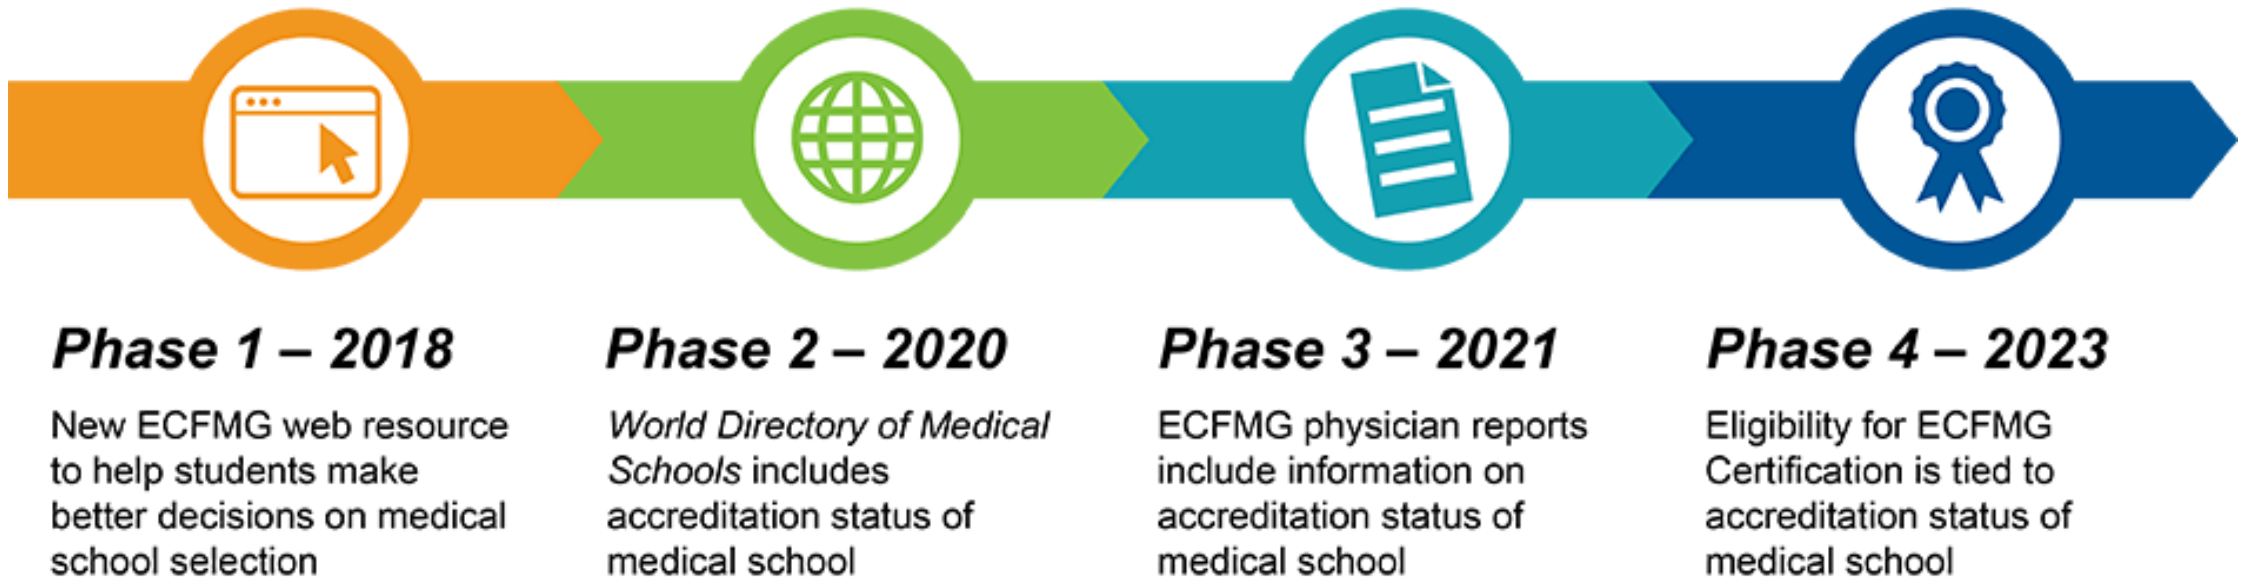 Phase 1 – 2018
New ECFMG web resource
to help students make
better decisions on medical
school selection
Phase 2 – 2020
World Directory of Medical
Schools includes
accreditation status of
medical school
Phase 3 – 2021
ECFMG physician reports
include information on
accreditation status of
medical school
Phase 4 – 2023
Eligibility for ECFMG
Certification is tied to
accreditation status of
medical school